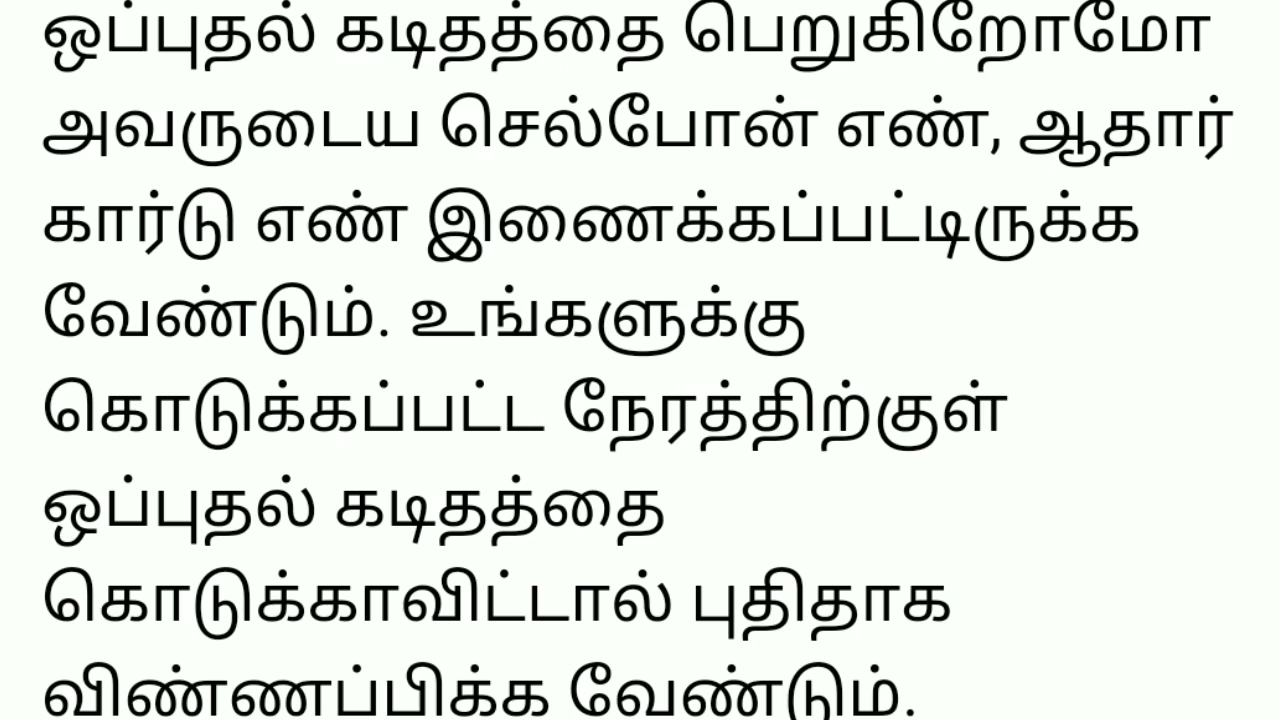 ஒப்புதல் கடிதத்தை பெறுகிறோமோ
அவருடைய செல்போன் எண், ஆதார்
கார்டு எண் இணைக்கப்பட்டிருக்க
வேண்டும். உங்களுக்கு
கொடுக்கப்பட்ட நேரத்திற்குள்
ஒப்புதல் கடிதத்தை
கொடுக்காவிட்டால் புதிதாக
விண்ணப்பிக்க வேண்டும்.